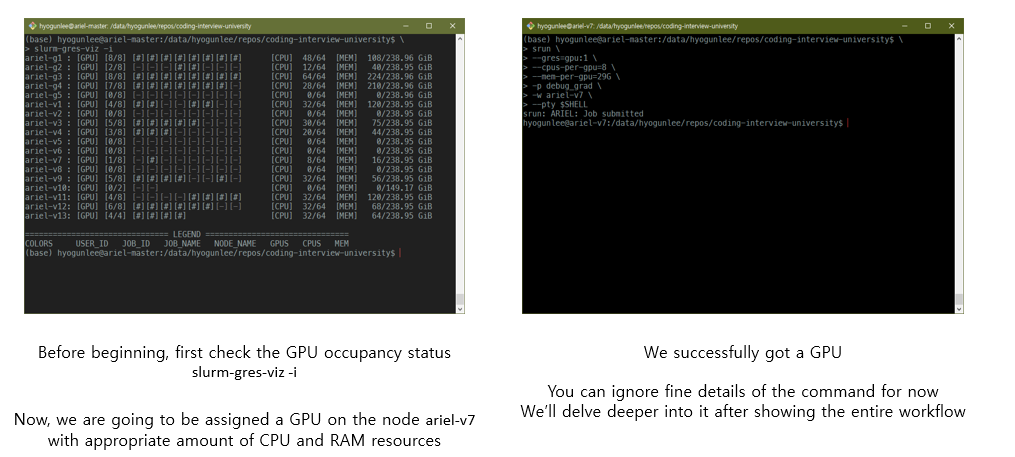 hyogunlee@ariel-master: /data/hyogunlee/repos/coding-interview-university
(base) hyogunlee@ariel-master:/data/hyogunlee/repos/coding-interview-university$ \
> slurm-gres-viz -i
ariel-g1 : [GPU] [8/8] [#][#][#][#][#][#][#][#] [CPU] 48/64 [MEM] 108/238.96 GiB
ariel-g2 : [GPU] [2/8] [-][-][-][#][#][-][-][-] [CPU] 12/64 [MEM] 40/238.95 GiB
ariel-g3 : [GPU] [8/8] [#][#][#][#][#][#][#][#] [CPU] 64/64 [MEM] 224/238.96 GiB
ariel-g4 : [GPU] [7/8] [#][#][#][#][#][#][#][-] [CPU] 28/64 [MEM] 210/238.96 GiB
ariel-g5 : [GPU] [0/8] [-][-][-][-][-][-][-][-] [CPU] 0/64 [MEM] 0/238.96 GiB
ariel-v1 : [GPU] [4/8] [#][-][-][#][#][#][-][-] [CPU] 32/64 [MEM] 120/238.95 GiB
ariel-v2 : [GPU] [0/8] [-][-][-][-][-][-][-][-] [CPU] 0/64 [MEM] 0/238.95 GiB
ariel-v3 : [GPU] [5/8] [#][#][#][#][#][-][-][-] [CPU] 30/64 [MEM] 75/238.95 GiB
ariel-v4 : [GPU] [3/8] [#][#][#][-][-][-][-][-] [CPU] 20/64 [MEM] 44/238.95 GiB
ariel-v5 : [GPU] [0/8] [-][-][-][-][-][-][-][-] [CPU] 0/64 [MEM] 0/238.95 GiB
ariel-v6 : [GPU] [0/8] [-][-][-][-][-][-][-][-] [CPU] 0/64 [MEM] 0/238.95 GiB
ariel-v7 : [GPU] [1/8] [-][#][-][-][-][-][-][-] [CPU] 8/64 [MEM] 16/238.95 GiB
ariel-v8 : [GPU] [0/8] [-][-][-][-][-][-][-][-] [CPU] 0/64 [MEM] 0/238.95 GiB
ariel-v9 : [GPU] [5/8] [#][#][#][#][-][-][#][-] [CPU] 32/64 [MEM] 56/238.95 GiB
ariel-v10: [GPU] [0/2] [-][-] [CPU] 0/64 [MEM] 0/149.17 GiB
ariel-v11: [GPU] [4/8] [-][-][-][-][#][#][#][#] [CPU] 32/64 [MEM] 120/238.95 GiB
ariel-v12: [GPU] [6/8] [#][#][#][#][#][#][-][-] [CPU] 32/64 [MEM] 68/238.95 GiB
ariel-v13: [GPU] [4/4] [#][#][#][#] [CPU] 32/64 [MEM] 64/238.95 GiB
=============================== LEGEND ===============================
COLORS USER_ID JOB_ID JOB_NAME NODE_NAME GPUS CPUS MEM
(base) hyogunlee@ariel-master:/data/hyogunlee/repos/coding-interview-university$
Before beginning, first check the GPU occupancy status
slurm-gres-viz -i
Now, we are going to be assigned a GPU on the node ariel-v7
with appropriate amount of CPU and RAM resources
hyogunlee@ariel-v7: /data/hyogunlee/repos/coding-interview-university
(base) hyogunlee@ariel-master:/data/hyogunlee/repos/coding-interview-university$ \
> srun \
> --gres=gpu:1 \
> --cpus-per-gpu=8 \
> --mem-per-gpu=29G \
> -p debug_grad \
> -w ariel-v7 \
> --pty $SHELL
srun: ARIEL: Job submitted
hyogunlee@ariel-v7:/data/hyogunlee/repos/coding-interview-university$
We successfully got a GPU
You can ignore fine details of the command for now
We'll delve deeper into it after showing the entire workflow